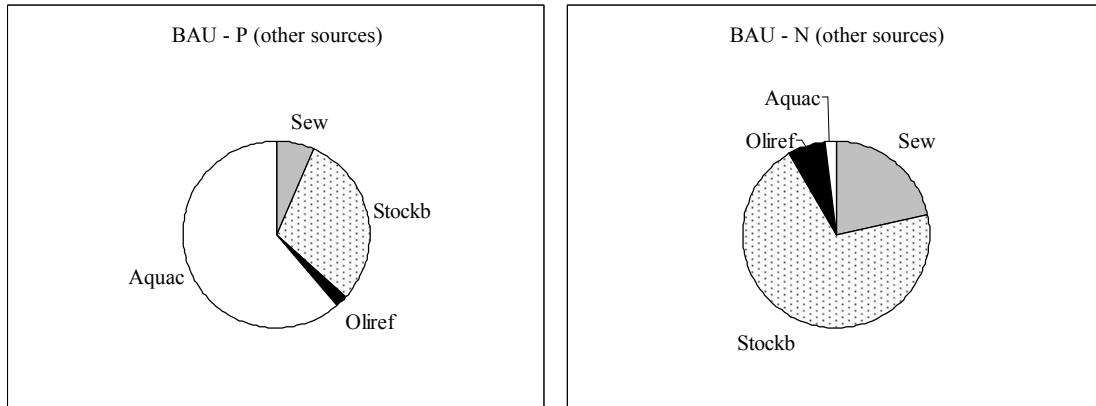 BAU - P (other sources)
Sew
Stockb
Aquac
Oliref
BAU - N (other sources)
Aquac
Oliref
Sew
Stockb